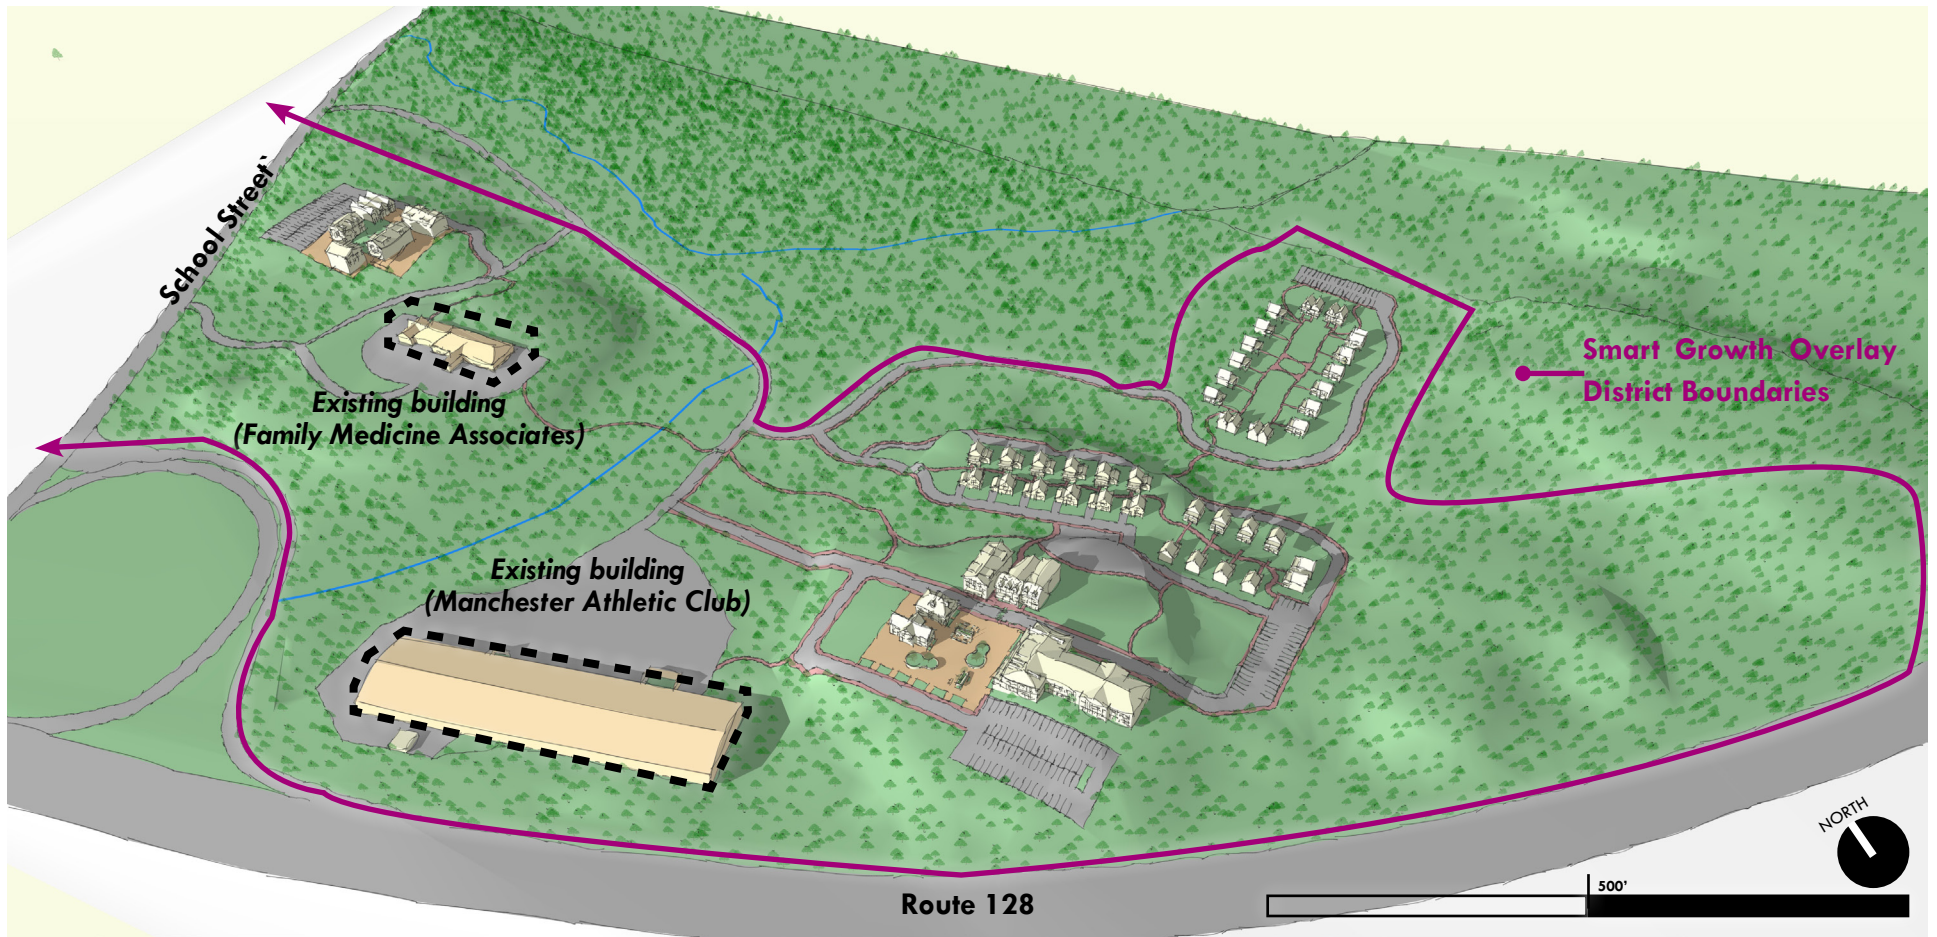 School Street`
Smart Growth Overlay
District Boundaries
Existing building
(Family Medicine Associates)
Existing building
(Manchester Athletic Club)
NORTH
500'
Route 128